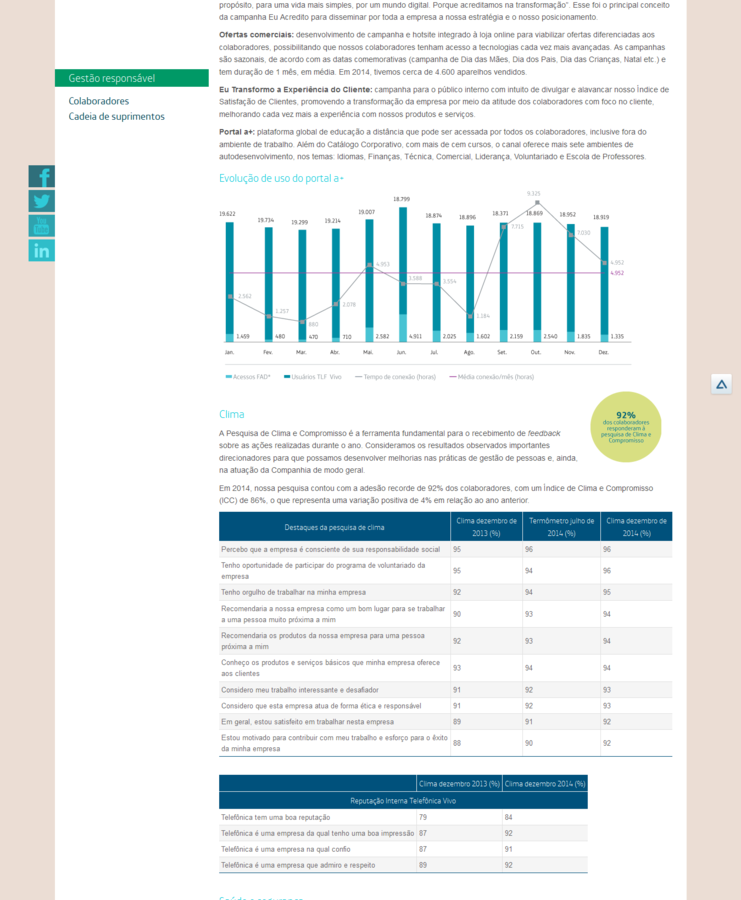 propósito, para uma vida mais simples, por um mundo digital. Porque acreditamos na transformação”. Esse foi o principal conceito
da campanha Eu Acredito para disseminar por toda a empresa a nossa estratégia e o nosso posicionamento.
Ofertas comerciais: desenvolvimento de campanha e hotsite integrado à loja online para viabilizar ofertas diferenciadas aos
colaboradores, possibilitando que nossos colaboradores tenham acesso a tecnologias cada vez mais avançadas. As campanhas
são sazonais, de acordo com as datas comemorativas (campanha de Dia das Mães, Dia dos Pais, Dia das Crianças, Natal etc.) e
tem duração de 1 mês, em média. Em 2014, tivemos cerca de 4.600 aparelhos vendidos.
Gestão responsável
Colaboradores
Cadeia de suprimentos
Eu Transformo a Experiência do Cliente: campanha para o público interno com intuito de divulgar e alavancar nosso Índice de
Satisfação de Clientes, promovendo a transformação da empresa por meio da atitude dos colaboradores com foco no cliente,
melhorando cada vez mais a experiência com nossos produtos e serviços.
Portal a+: plataforma global de educação a distância que pode ser acessada por todos os colaboradores, inclusive fora do
ambiente de trabalho. Além do Catálogo Corporativo, com mais de cem cursos, o canal oferece mais sete ambientes de
autodesenvolvimento, nos temas: Idiomas, Finanças, Técnica, Comercial, Liderança, Voluntariado e Escola de Professores.
You Tube
in
Evolução de uso do portal a+
19.622 19.734 19.299 19.214 19.007 18.799 18.874 18.896 18.371 18.869 18.952 18.919
2.562 1.257 880 2.078 4.953 3.588 3.554 1.184 7.715 9.325 7.030 4.952
4.952
1.459 480 470 710 2.582 4.911 2.025 1.602 2.159 2.540 1.835 1.335
Jan. Fev. Mar. Abr. Mai. Jun. Jul. Ago. Set. Out. Nov. Dez.
Acessos FAD* Usuários TLF Vivo Tempo de conexão (horas) Média conexão/mês (horas)
Clima
92%
dos colaboradores
responderam à
pesquisa de Clima e
Compromisso
A Pesquisa de Clima e Compromisso é a ferramenta fundamental para o recebimento de feedback
sobre as ações realizadas durante o ano. Consideramos os resultados observados importantes
direcionadores para que possamos desenvolver melhorias nas práticas de gestão de pessoas e, ainda,
na atuação da Companhia de modo geral.
Em 2014, nossa pesquisa contou com a adesão recorde de 92% dos colaboradores, com um Índice de Clima e Compromisso
(ICC) de 86%, o que representa uma variação positiva de 4% em relação ao ano anterior.
Destaques da pesquisa de clima Clima dezembro de 2013 (%) Termômetro julho de 2014 (%) Clima dezembro de 2014 (%)
Percebo que a empresa é consciente de sua responsabilidade social 95 96 96
Tenho oportunidade de participar do programa de voluntariado da
empresa 95 94 96
Tenho orgulho de trabalhar na minha empresa 92 94 95
Recomendaria a nossa empresa como um bom lugar para se trabalhar
a uma pessoa muito próxima a mim 90 93 94
Recomendaria os produtos da nossa empresa para uma pessoa
próxima a mim 92 93 94
Conheço os produtos e serviços básicos que minha empresa oferece
aos clientes 93 94 94
Considero meu trabalho interessante e desafiador 91 92 93
Considero que esta empresa atua de forma ética e responsável 91 92 93
Em geral, estou satisfeito em trabalhar nesta empresa 89 91 92
Estou motivado para contribuir com meu trabalho e esforço para o êxito
da minha empresa 88 90 92
Clima dezembro 2013 (%) Clima dezembro 2014 (%)
Reputação Interna Telefônica Vivo
Telefônica tem uma boa reputação 79 84
Telefônica é uma empresa da qual tenho uma boa impressão 87 92
Telefônica é uma empresa na qual confio 87 91
Telefônica é uma empresa que admiro e respeito 89 92